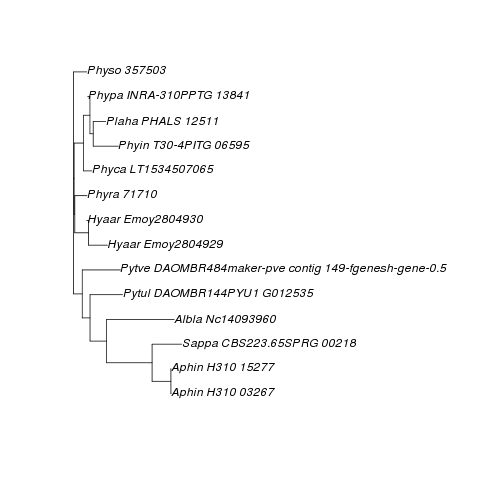 Physo 357503
Phypa INRA-310PPTG 13841
Plaha PHALS 12511
Phyin T30-4PITG 06595
Phyca LT1534507065
Phyra 71710
Hyaar Emoy2804930
Hyaar Emoy2804929
Pytve DAOMBR484maker-pve contig 149-fgenesh-gene-0.5
Pytul DAOMBR144PYU1 G012535
Albla Nc14093960
Sappa CBS223.65SPRG 00218
Aphin H310 15277
Aphin H310 03267